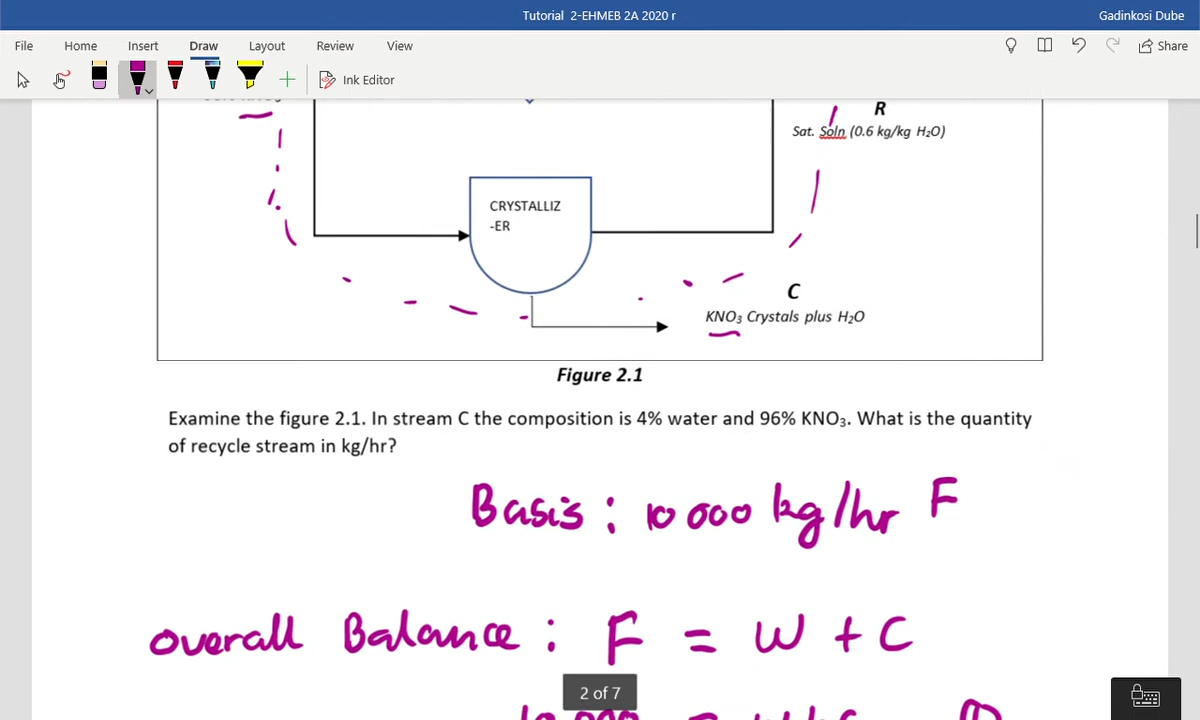 Tutorial 2-EHMEB 2A 2020 r
Gadinkosi Dube
File Home Insert Draw Layout Review View
Share
Ink Editor
R
Sat. Soln (0.6 kg/kg H₂O)
CRYSTALLIZ
-ER
C
KNO₃ Crystals plus H₂O
Figure 2.1
Examine the figure 2.1. In stream C the composition is 4% water and 96% KNO₃. What is the quantity
of recycle stream in kg/hr?
Basis : 10 000 kg/hr F
overall Balance : F = W + C
2 of 7